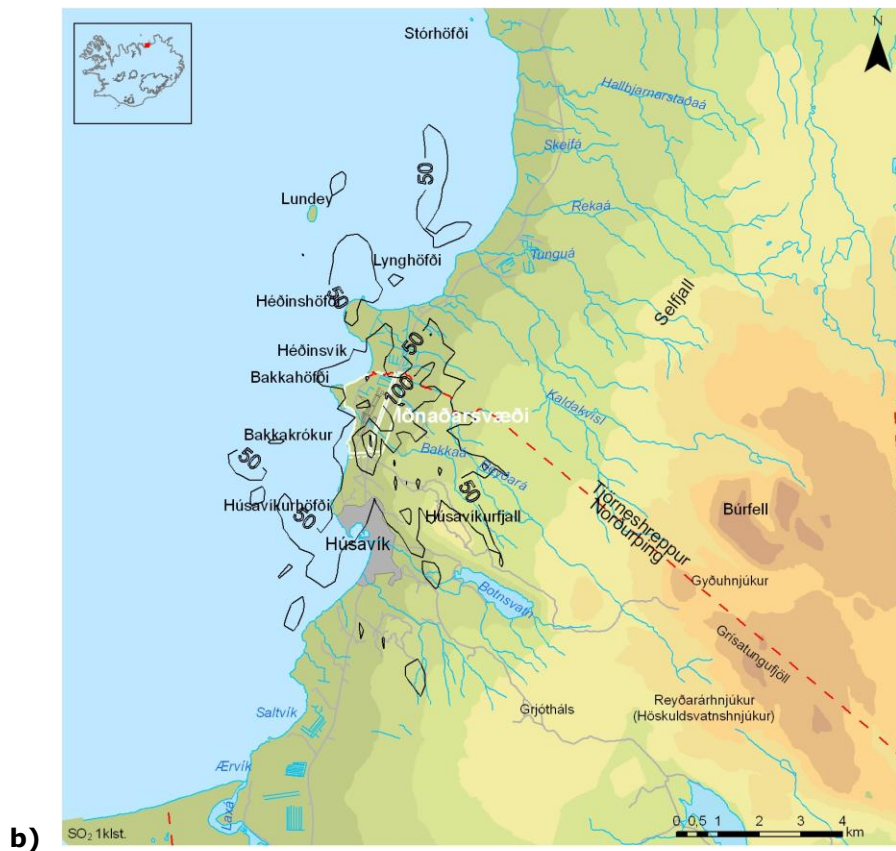 N
Stórhöfði
Hallbjarnarstaðaá
Skeifá
50
Lundey
Rekaá
Tunguá
Lynghöfði
Selfjall
50
Héðinshöfði
50
Héðinsvík
Bakkahöfði
100
Iðnaðarsvæði
Kaldakvísl
Bakkakrókur
Bakkaá
Reyðará
50
50
Tjörneshreppur
Norðurþing
Húsavíkurhöfði
50
Húsavíkurfjall
Búrfell
Húsavík
Gyðuhnjúkur
Botnsvatn
Grísatungufjöll
Reyðarárhnjúkur
(Höskuldsvatnshnjúkur)
Grjótháls
Saltvík
Ærvík
Laxá
b)
SO₂ 1klst.
0 0,5 1 2 3 4
km